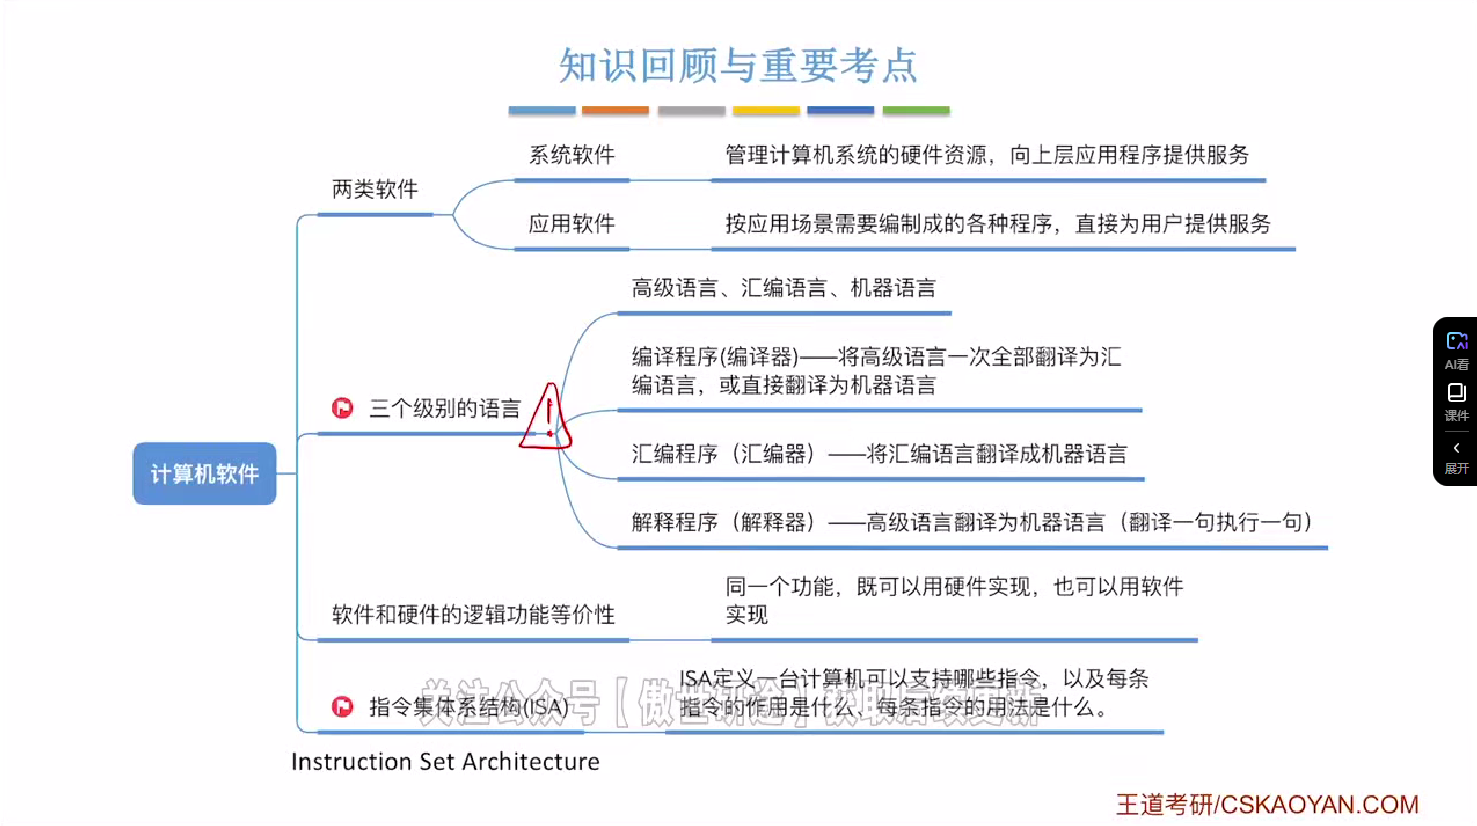 知识回顾与重要考点
系统软件
管理计算机系统的硬件资源，向上层应用程序提供服务
两类软件
应用软件
按应用场景需要编制成的各种程序，直接为用户提供服务
高级语言、汇编语言、机器语言
编译程序(编译器)——将高级语言一次全部翻译为汇
编语言，或直接翻译为机器语言
三个级别的语言
!
汇编程序（汇编器）——将汇编语言翻译成机器语言
计算机软件
解释程序（解释器）——高级语言翻译为机器语言（翻译一句执行一句）
同一个功能，既可以用硬件实现，也可以用软件
实现
软件和硬件的逻辑功能等价性
ISA定义一台计算机可以支持哪些指令，以及每条
指令的作用是什么、每条指令的用法是什么。
指令集体系结构(ISA)
关注公众号【傲世研途】获取后续更新
Instruction Set Architecture
王道考研/CSKAOYAN.COM
AI看
课件
展开